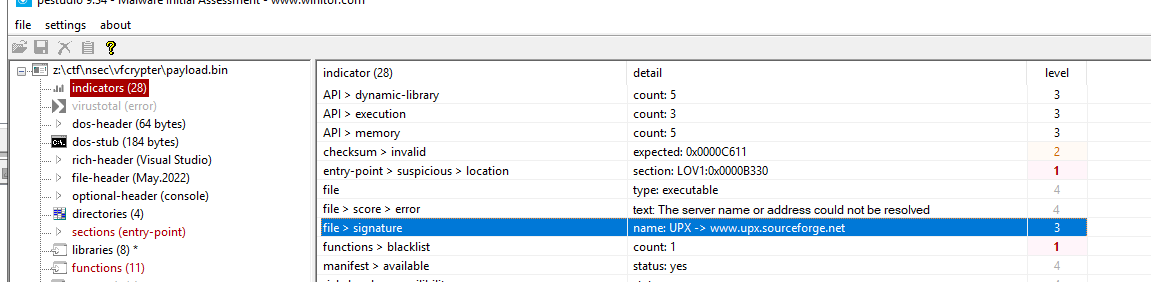 pestudio 9.34 - Malware Initial Assessment - www.winitor.com
file settings about
z:\ctf\nsec\vfcrypter\payload.bin
indicators (28)
virustotal (error)
dos-header (64 bytes)
dos-stub (184 bytes)
rich-header (Visual Studio)
file-header (May.2022)
optional-header (console)
directories (4)
sections (entry-point)
libraries (8) *
functions (11)
indicator (28) detail level
API > dynamic-library count: 5 3
API > execution count: 3 3
API > memory count: 5 3
checksum > invalid expected: 0x0000C611 2
entry-point > suspicious > location section: LOV1:0x0000B330 1
file type: executable 4
file > score > error text: The server name or address could not be resolved 4
file > signature name: UPX -> www.upx.sourceforge.net 3
functions > blacklist count: 1 1
manifest > available status: yes 4